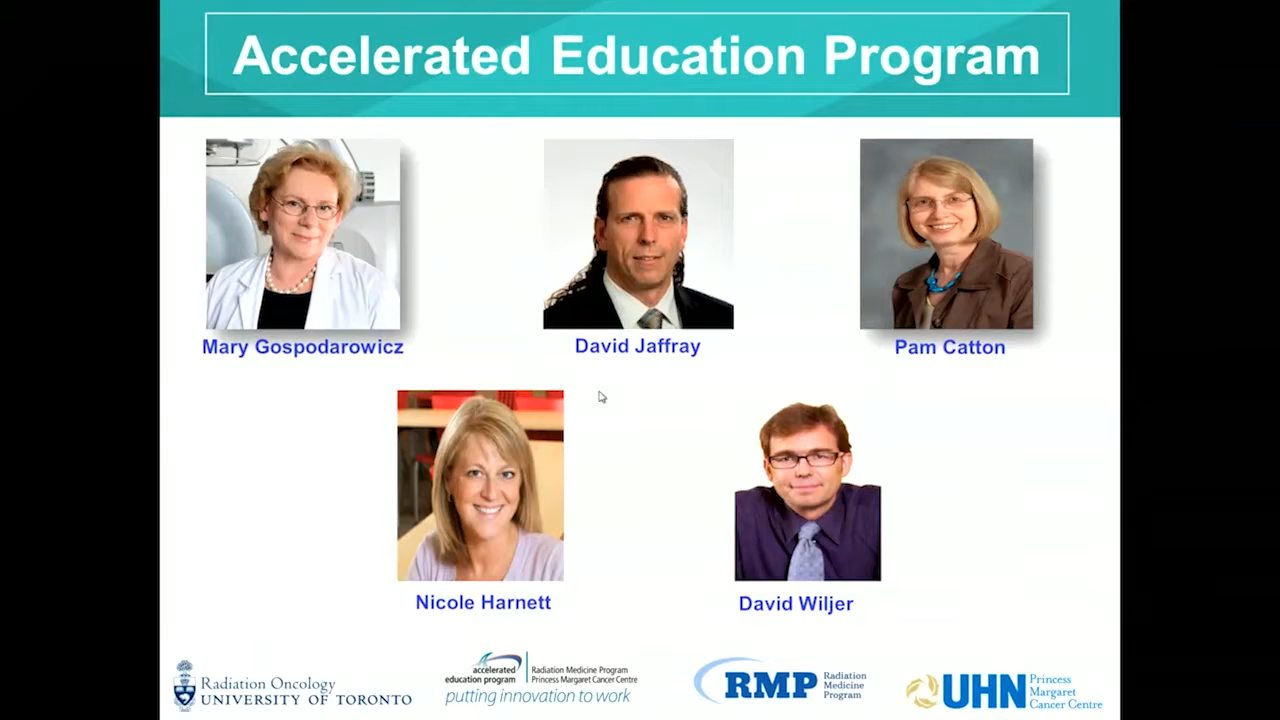 Accelerated Education Program
Mary Gospodarowicz
David Jaffray
Pam Catton
Nicole Harnett
David Wiljer
Radiation Oncology
UNIVERSITY OF TORONTO
accelerated
education program
Radiation Medicine Program
Princess Margaret Cancer Centre
putting innovation to work
RMP
Radiation
Medicine
Program
UHN
Princess
Margaret
Cancer Centre